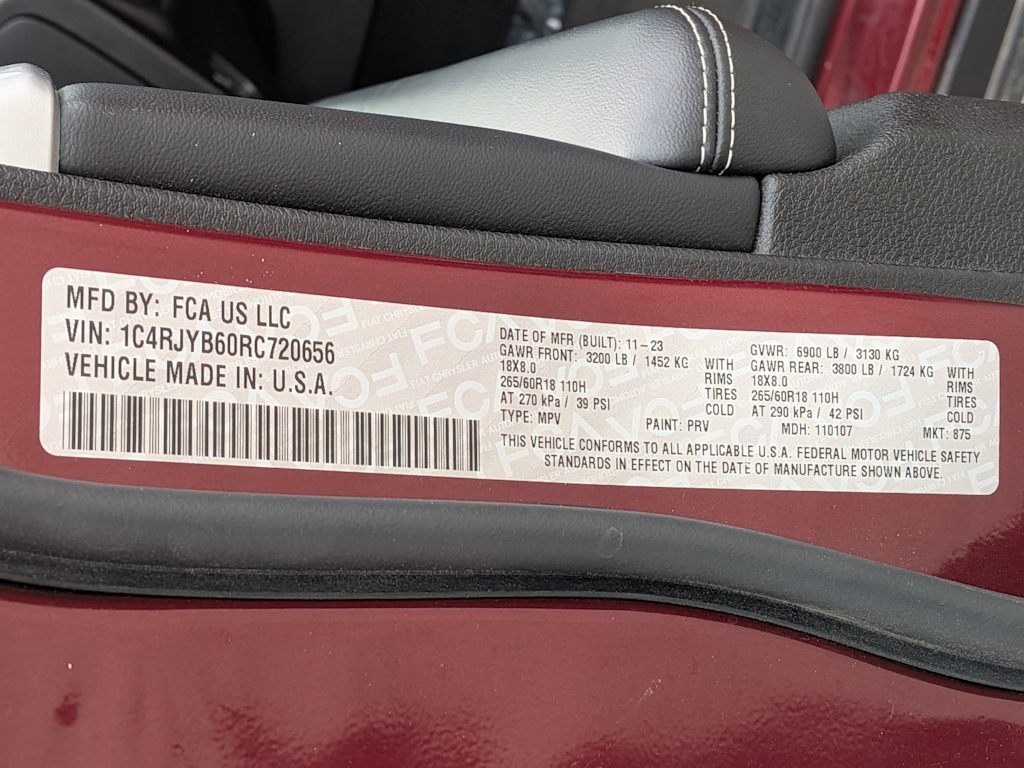 MFD BY: FCA US LLC
VIN: 1C4RJYB60RC720656
VEHICLE MADE IN: U.S.A.
DATE OF MFR (BUILT): 11-23
GAWR FRONT: 3200 LB / 1452 KG
18X8.0
265/60R18 110H
AT 270 kPa / 39 PSI
WITH
RIMS
TIRES
COLD
TYPE: MPV
PAINT: PRV
GVWR: 6900 LB / 3130 KG
GAWR REAR: 3800 LB / 1724 KG
18X8.0
265/60R18 110H
AT 290 kPa / 42 PSI
WITH
RIMS
TIRES
COLD
MDH: 110107
MKT: 875
THIS VEHICLE CONFORMS TO ALL APPLICABLE U.S.A. FEDERAL MOTOR VEHICLE SAFETY
STANDARDS IN EFFECT ON THE DATE OF MANUFACTURE SHOWN ABOVE.